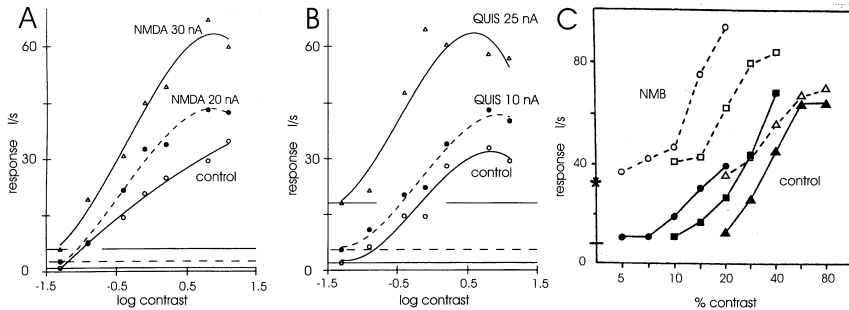 A
NMDA 30 nA
NMDA 20 nA
control
60
30
0
response I/s
-1.5 -0.5 0.5 1.5
log contrast
B
QUIS 25 nA
QUIS 10 nA
control
60
30
0
response I/s
-1.5 -0.5 0.5 1.5
log contrast
C
NMB
control
80
40
0
response I/s
5 10 20 40 80
% contrast